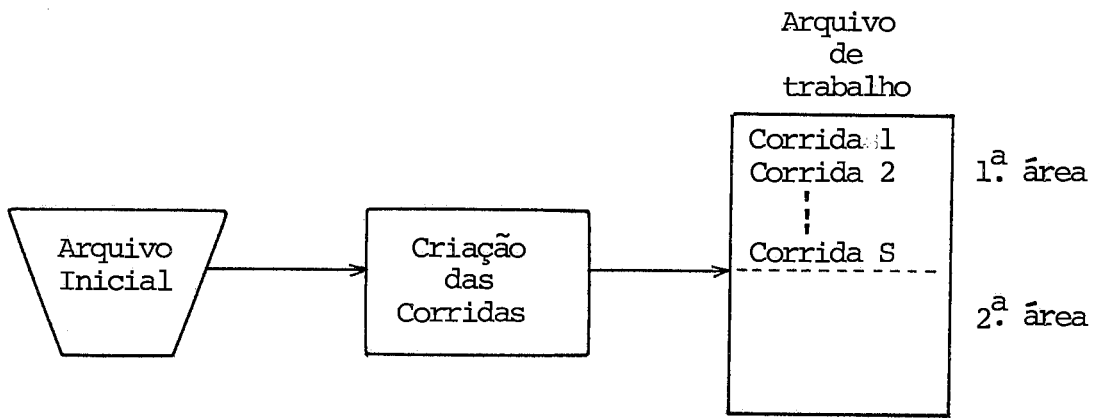 Arquivo
de
trabalho
Corrida 1
Corrida 2
1.ª área
Arquivo
Inicial
Criação
das
Corridas
Corrida S
2.ª área